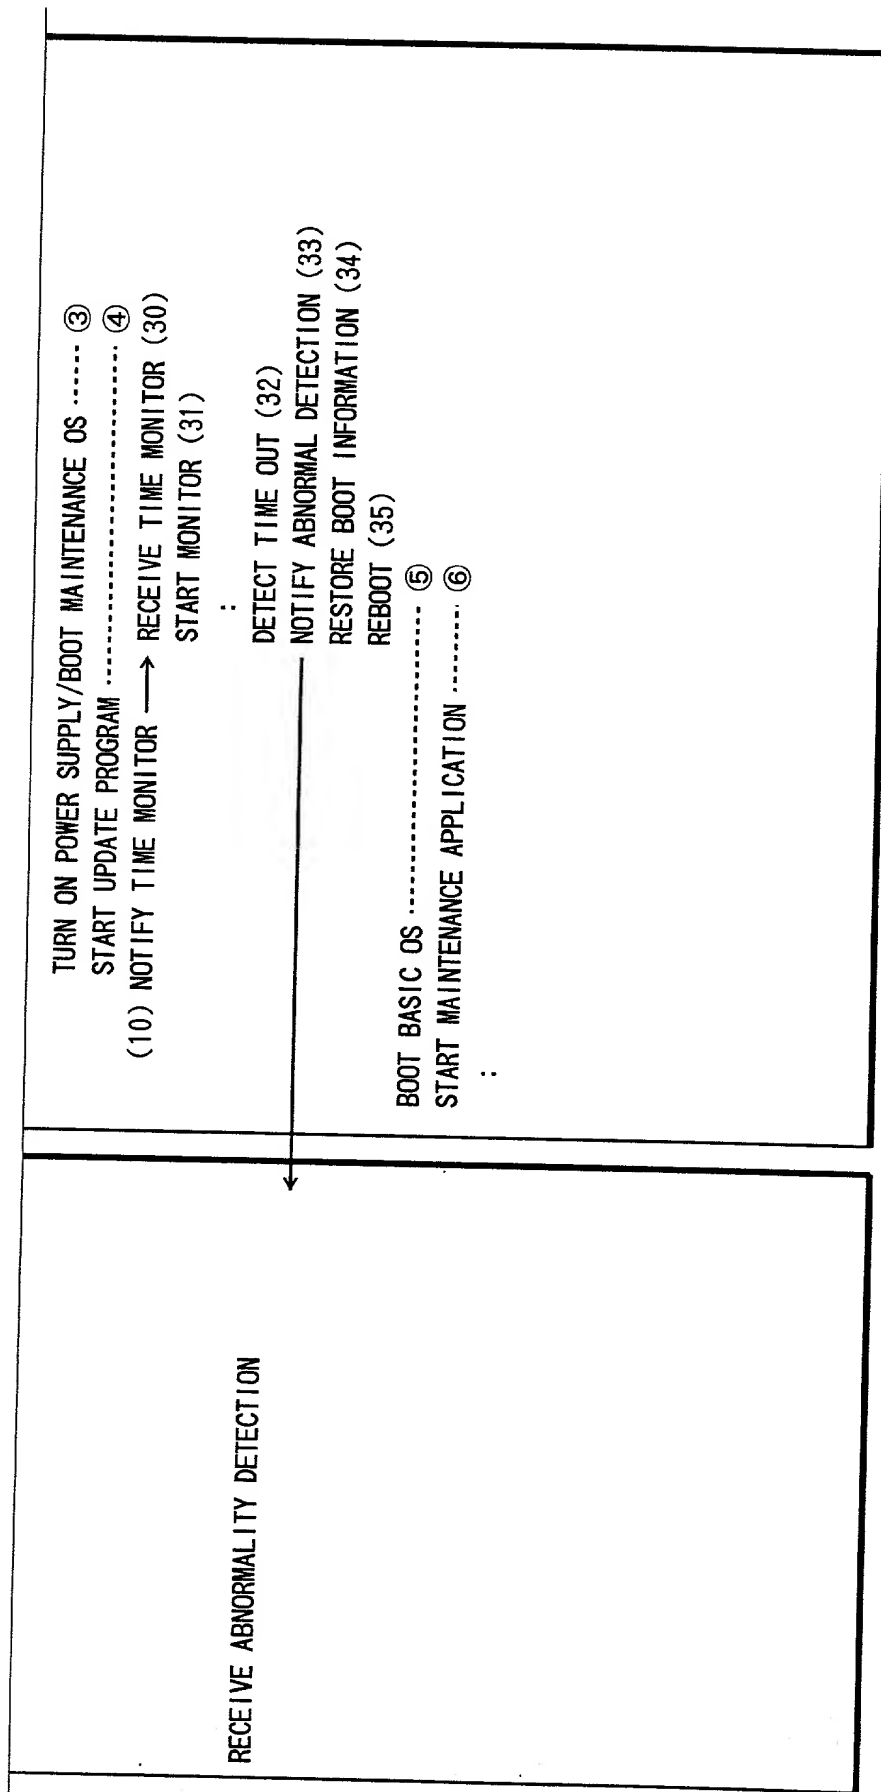 TURN ON POWER SUPPLY/BOOT MAINTENANCE OS ------ ③
START UPDATE PROGRAM -------------------------------- ④
(10) NOTIFY TIME MONITOR ⟶ RECEIVE TIME MONITOR (30)
START MONITOR (31)
:
DETECT TIME OUT (32)
NOTIFY ABNORMAL DETECTION (33)
RESTORE BOOT INFORMATION (34)
REBOOT (35)
BOOT BASIC OS ------------------------------ ⑤
START MAINTENANCE APPLICATION --------- ⑥
:
RECEIVE ABNORMALITY DETECTION